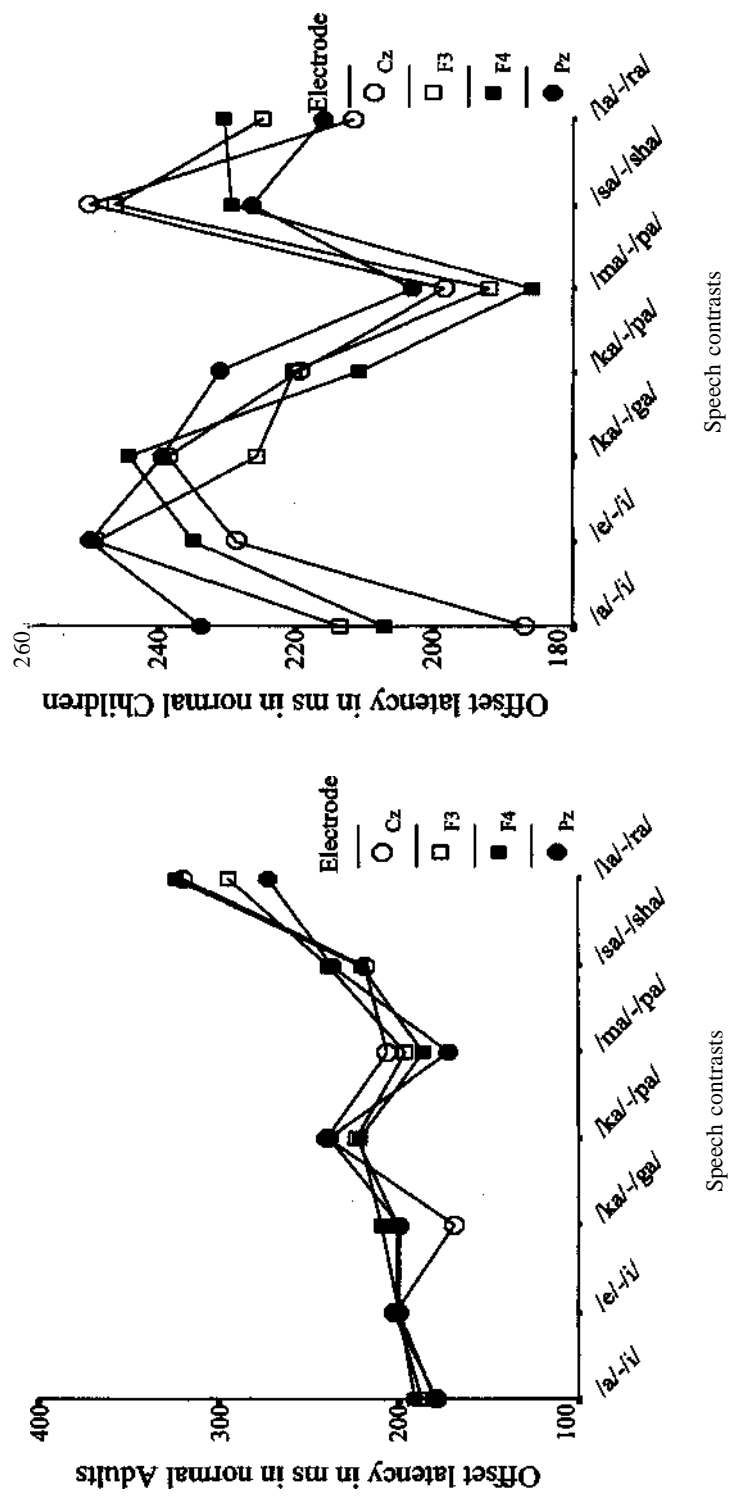 Offset latency in ms in normal Adults
400
300
200
100
/a/-/i/
/e/-/i/
/ka/-/ga/
/ka/-/pa/
/ma/-/pa/
/sa/-/sha/
/la/-/ra/
Electrode
Cz
F3
F4
Pz
Speech contrasts
Offset latency in ms in normal Children
260
240
220
200
180
/a/-/i/
/e/-/i/
/ka/-/ga/
/ka/-/pa/
/ma/-/pa/
/sa/-/sha/
/la/-/ra/
Electrode
Cz
F3
F4
Pz
Speech contrasts